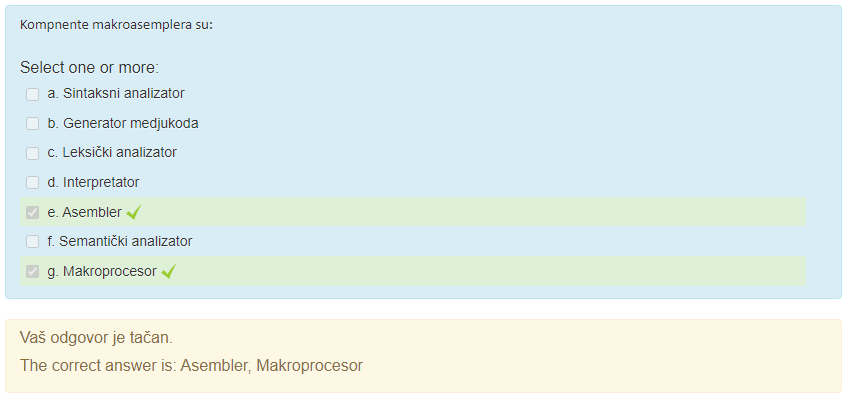 Kompnente makroasemplera su:
Select one or more:
a. Sintaksni analizator
b. Generator medjukoda
c. Leksički analizator
d. Interpretator
e. Asembler
f. Semantički analizator
g. Makroprocesor
Vaš odgovor je tačan.
The correct answer is: Asembler, Makroprocesor